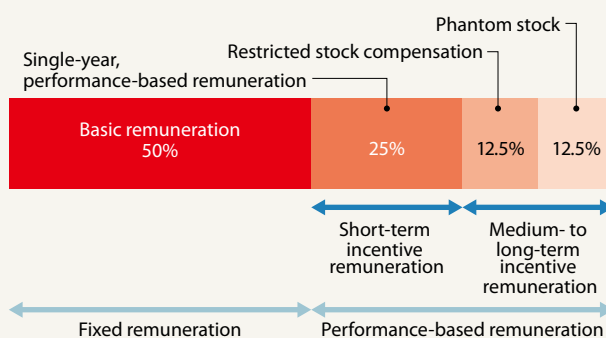 Phantom stock
Restricted stock compensation
Single-year,
performance-based remuneration
Basic remuneration
50%
25%
12.5%
12.5%
Short-term
incentive
remuneration
Medium- to
long-term
incentive
remuneration
Fixed remuneration
Performance-based remuneration